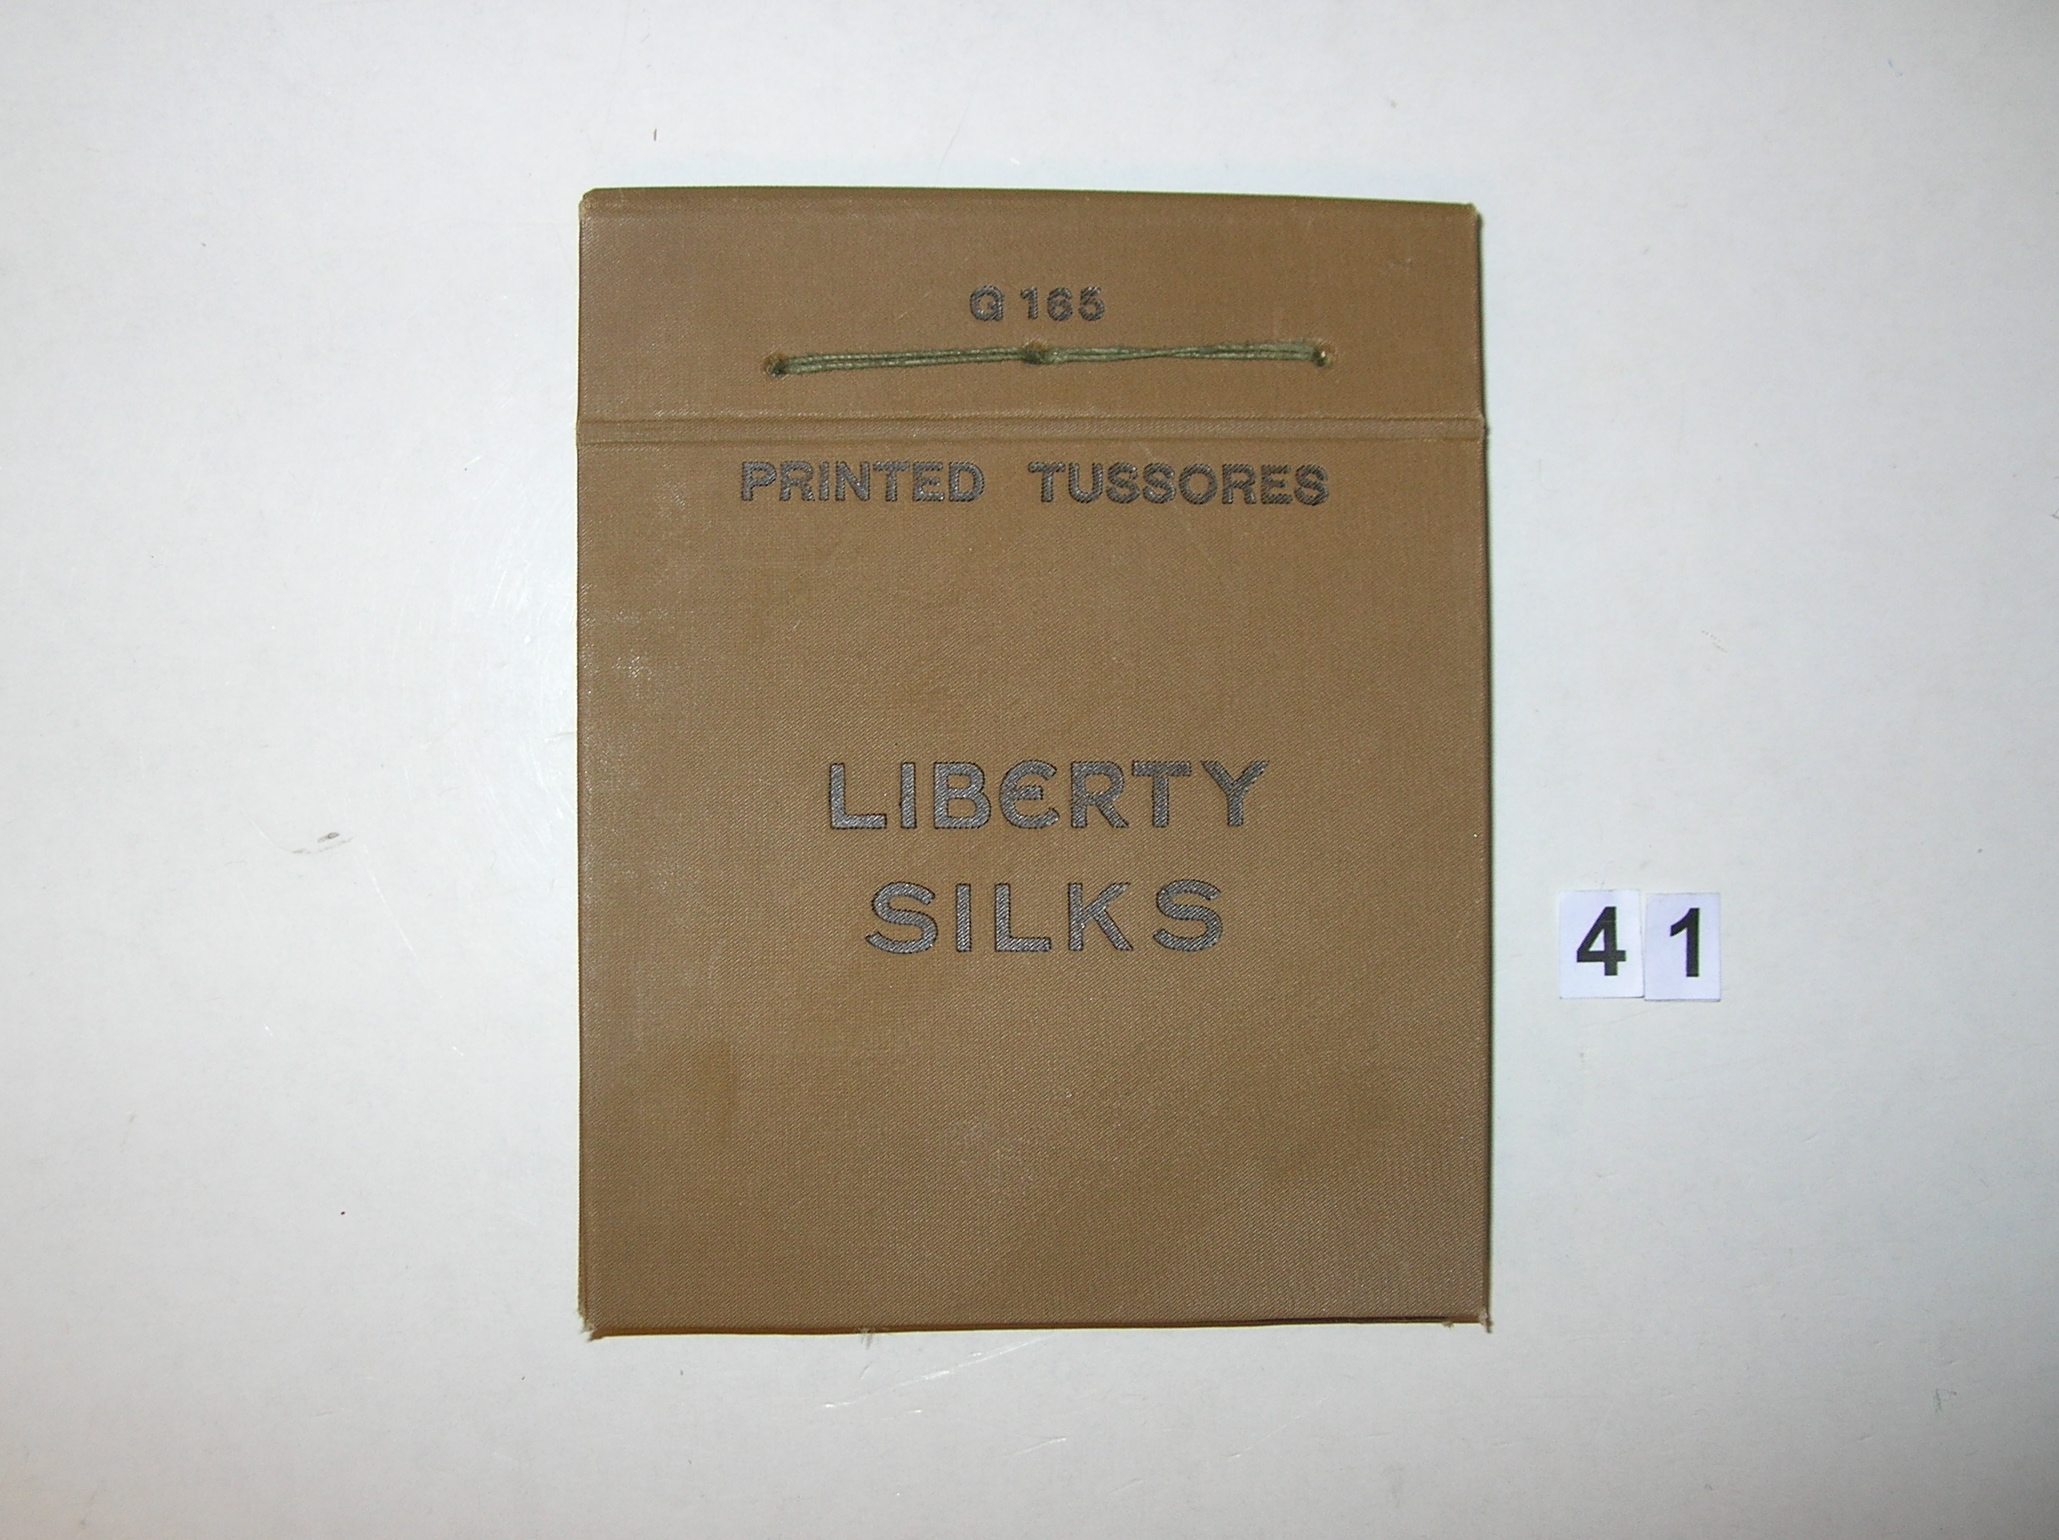 G 165
PRINTED TUSSORES
LIBERTY
SILKS
41